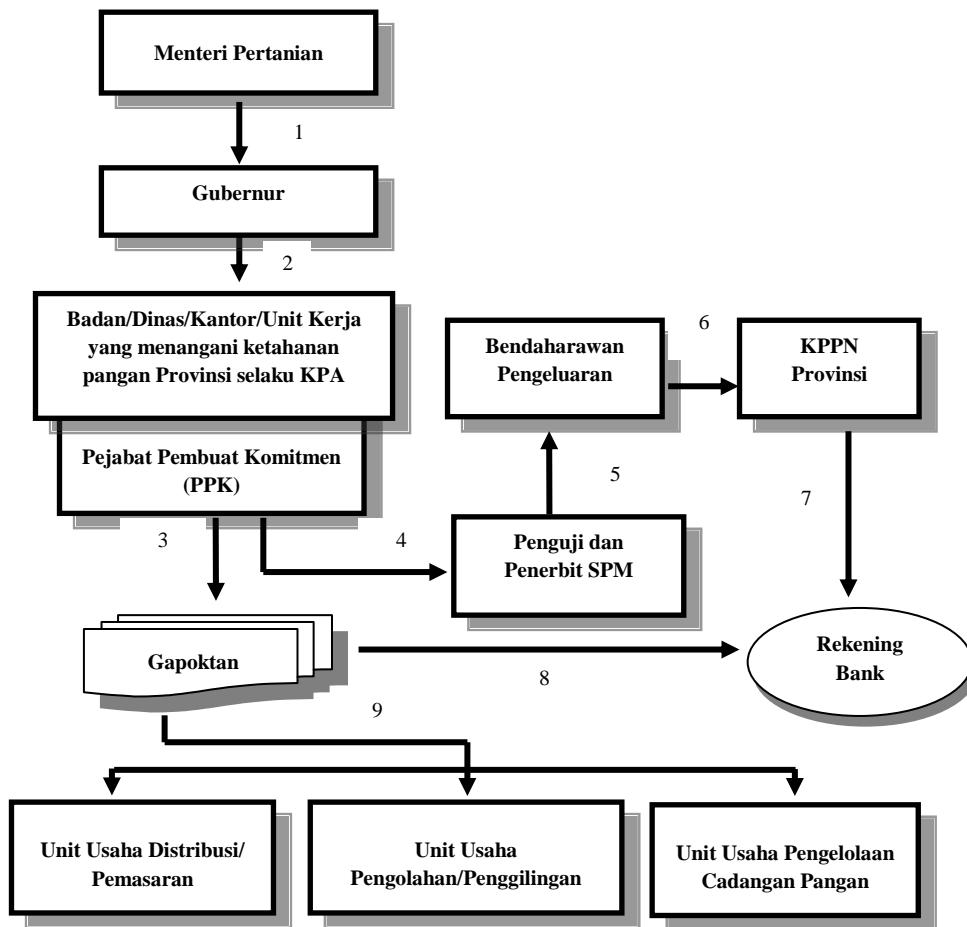 Menteri Pertanian
1
Gubernur
2
Badan/Dinas/Kantor/Unit Kerja
yang menangani ketahanan
pangan Provinsi selaku KPA
Pejabat Pembuat Komitmen
(PPK)
3
4
Bendaharawan
Pengeluaran
6
KPPN
Provinsi
5
7
Penguji dan
Penerbit SPM
Gapoktan
8
Rekening
Bank
9
Unit Usaha Distribusi/
Pemasaran
Unit Usaha
Pengolahan/Penggilingan
Unit Usaha Pengelolaan
Cadangan Pangan